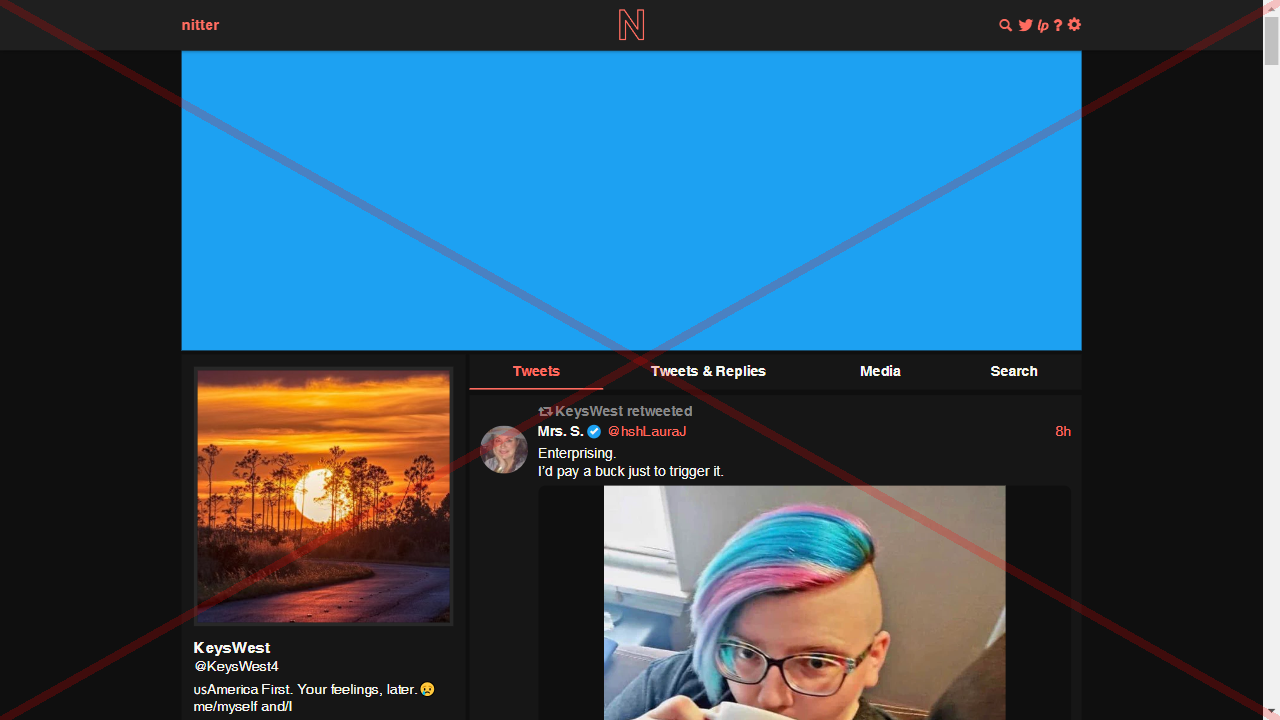 nitter
N
lp ?
Tweets
Tweets & Replies
Media
Search
KeysWest retweeted
Mrs. S. @hshLauraJ
8h
Enterprising.
I'd pay a buck just to trigger it.
KeysWest
@KeysWest4
usAmerica First. Your feelings, later.😥
me/myself and/I